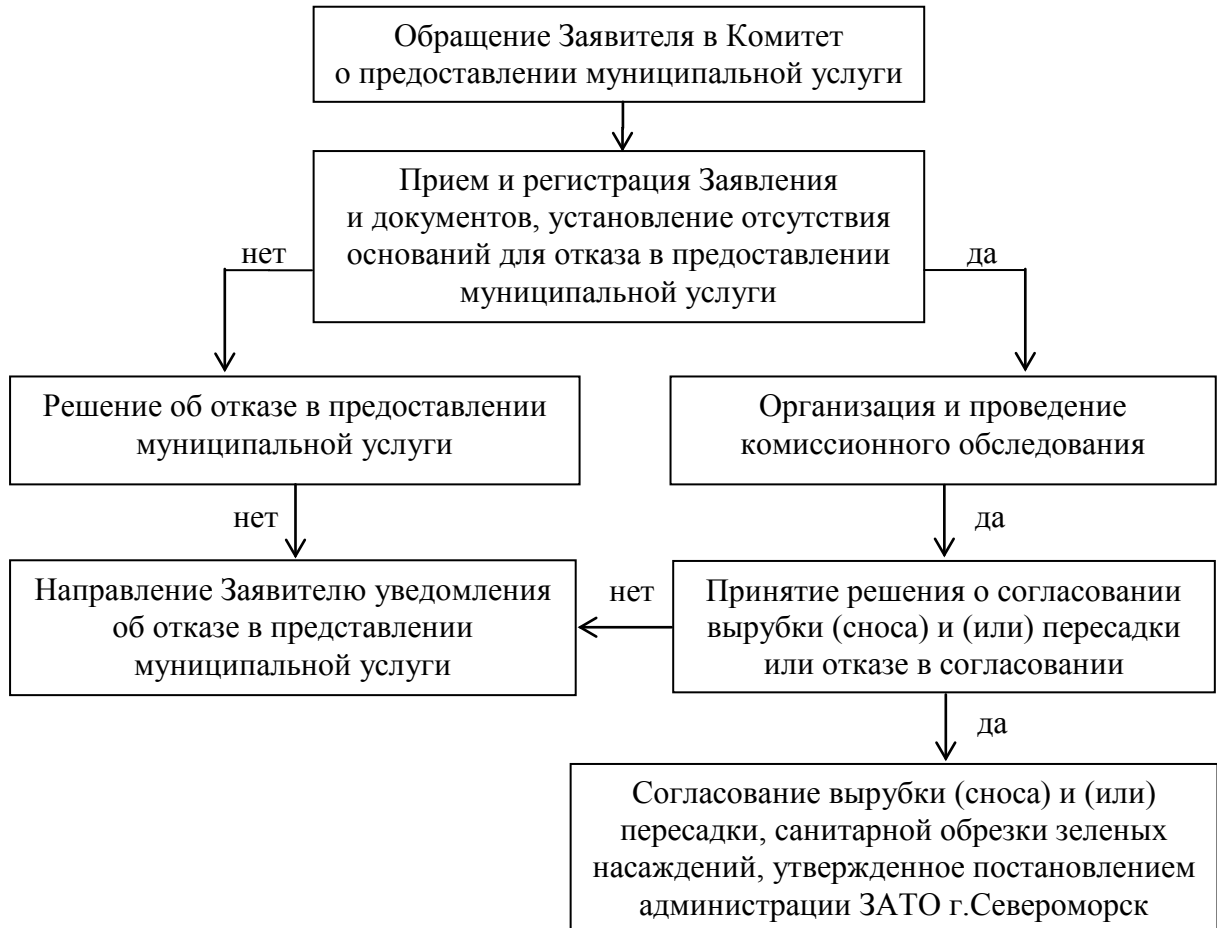 Обращение Заявителя в Комитет
о предоставлении муниципальной услуги
Прием и регистрация Заявления
и документов, установление отсутствия
оснований для отказа в предоставлении
муниципальной услуги
нет
да
Решение об отказе в предоставлении
муниципальной услуги
Организация и проведение
комиссионного обследования
нет
да
Направление Заявителю уведомления
об отказе в представлении
муниципальной услуги
нет
Принятие решения о согласовании
вырубки (сноса) и (или) пересадки
или отказе в согласовании
да
Согласование вырубки (сноса) и (или)
пересадки, санитарной обрезки зеленых
насаждений, утвержденное постановлением
администрации ЗАТО г.Североморск